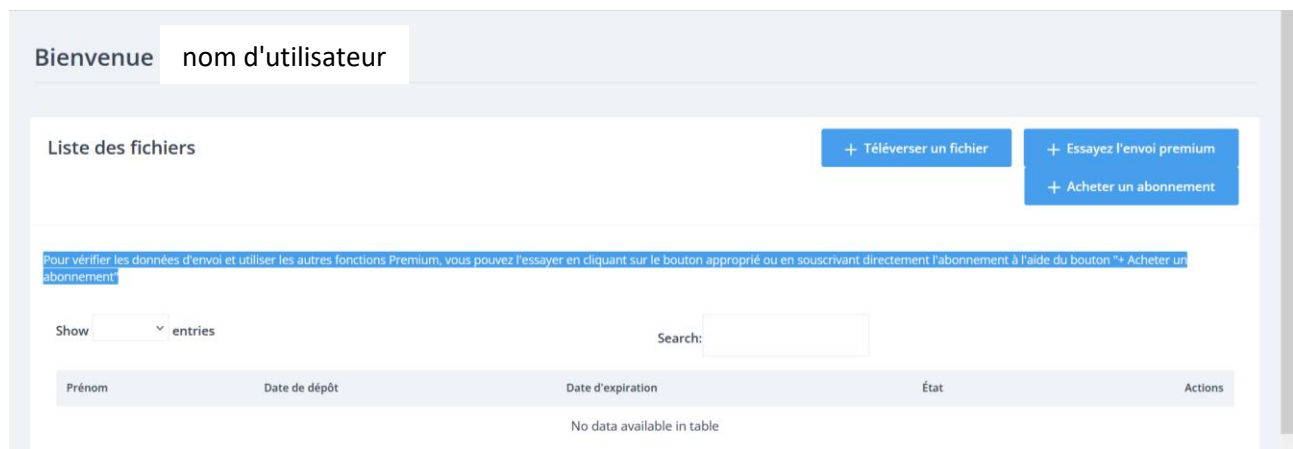 Bienvenue nom d'utilisateur
Liste des fichiers
+ Téléverser un fichier
+ Essayez l'envoi premium
+ Acheter un abonnement
Pour vérifier les données d'envoi et utiliser les autres fonctions Premium, vous pouvez l'essayer en cliquant sur le bouton approprié ou en souscrivant directement l'abonnement à l'aide du bouton "+ Acheter un
abonnement"
Show entries
Search:
Prénom Date de dépôt Date d'expiration État Actions
No data available in table